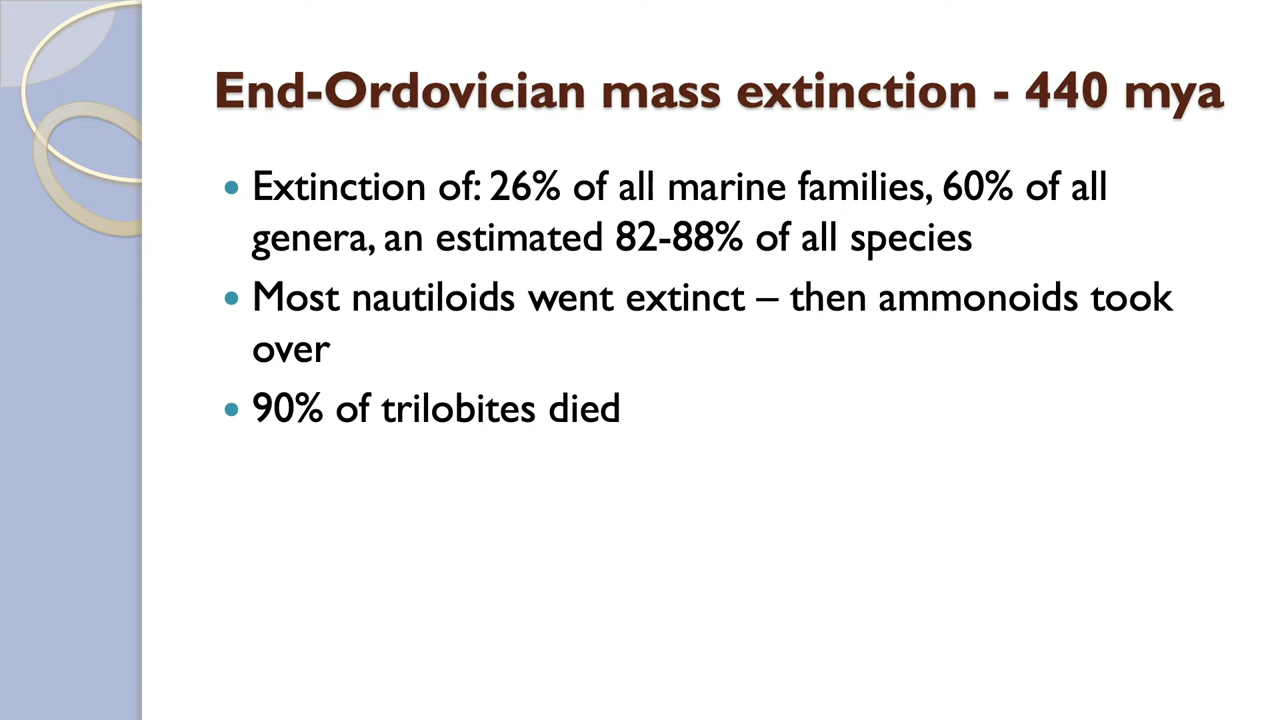 End-Ordovician mass extinction - 440 mya
• Extinction of: 26% of all marine families, 60% of all
genera, an estimated 82-88% of all species
• Most nautiloids went extinct – then ammonoids took
over
• 90% of trilobites died